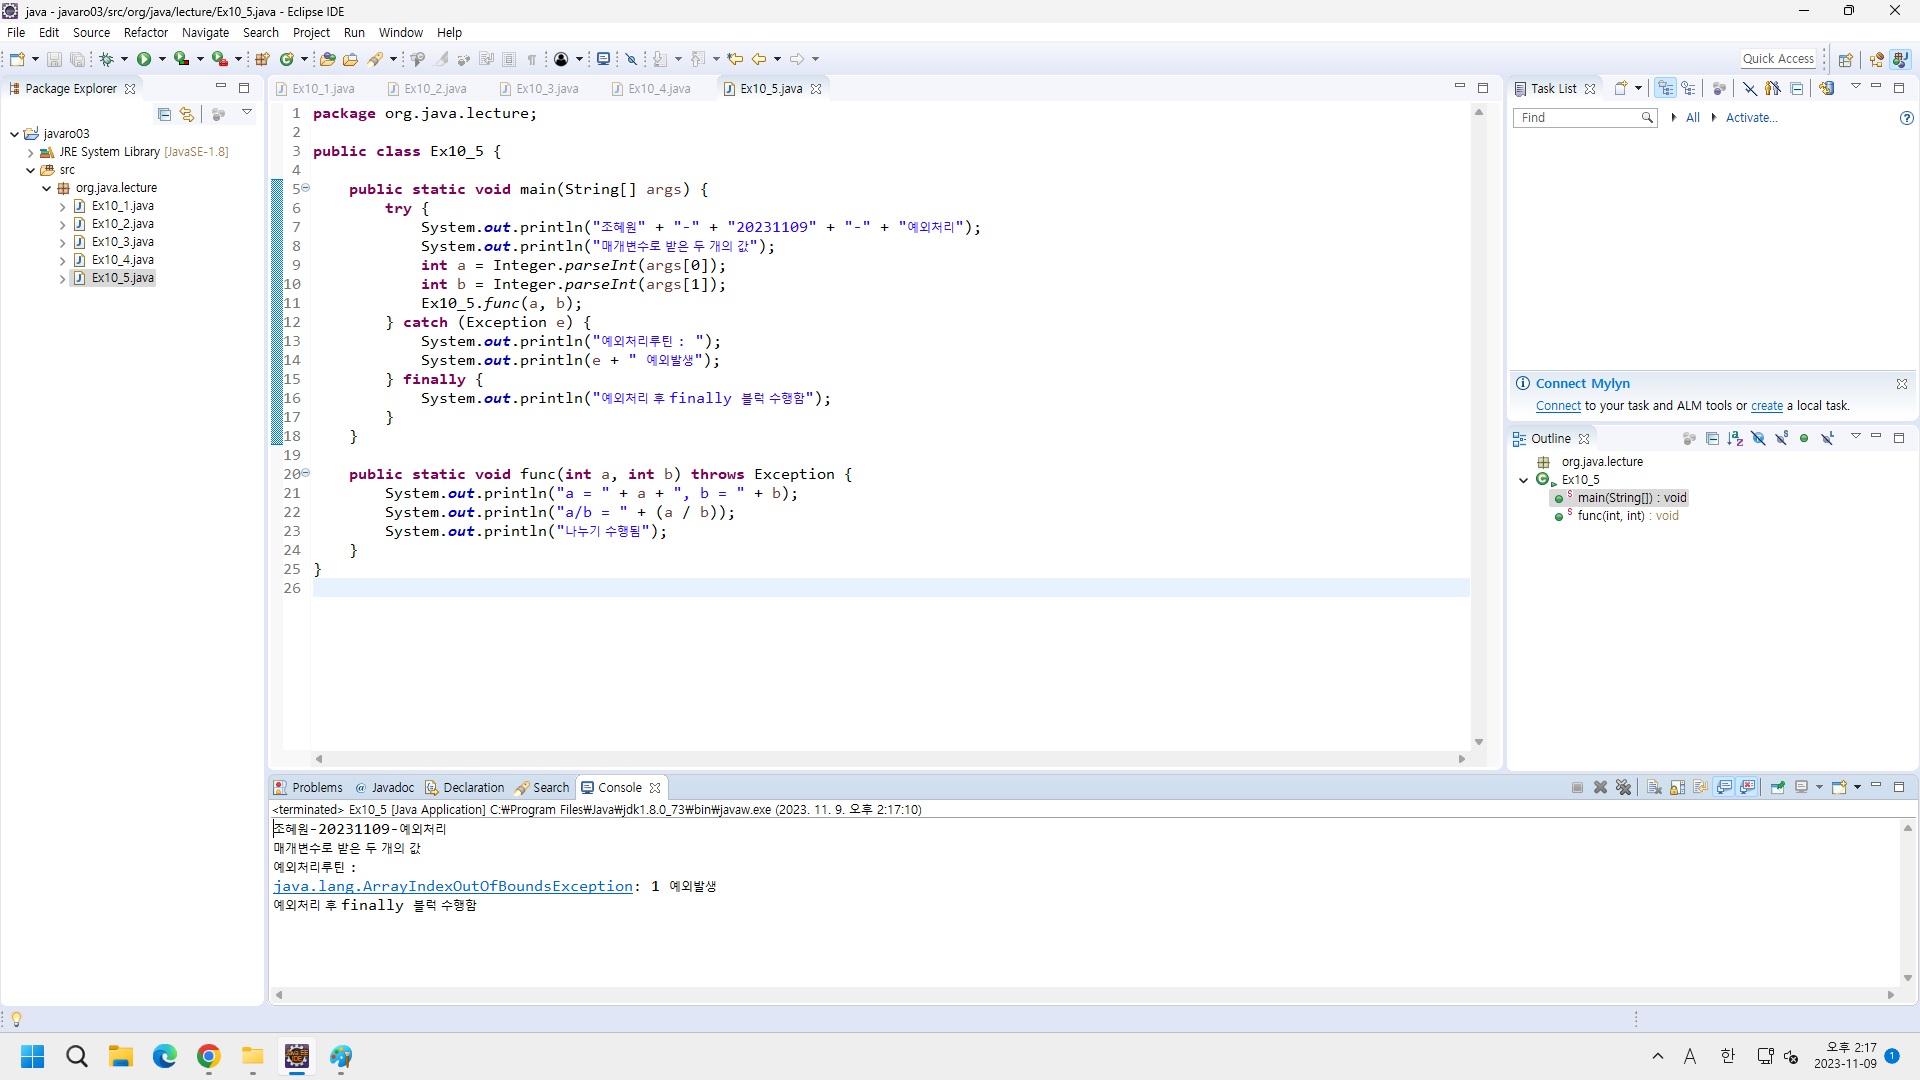 java - javaro03/src/org/java/lecture/Ex10_5.java - Eclipse IDE
File Edit Source Refactor Navigate Search Project Run Window Help
Quick Access
Package Explorer
javaro03
JRE System Library [JavaSE-1.8]
src
org.java.lecture
Ex10_1.java
Ex10_2.java
Ex10_3.java
Ex10_4.java
Ex10_5.java
Ex10_1.java Ex10_2.java Ex10_3.java Ex10_4.java Ex10_5.java
1 package org.java.lecture;
2
3 public class Ex10_5 {
4
5 public static void main(String[] args) {
6 try {
7 System.out.println("조혜원" + "-" + "20231109" + "-" + "예외처리");
8 System.out.println("매개변수로 받은 두 개의 값");
9 int a = Integer.parseInt(args[0]);
10 int b = Integer.parseInt(args[1]);
11 Ex10_5.func(a, b);
12 } catch (Exception e) {
13 System.out.println("예외처리루틴 : ");
14 System.out.println(e + " 예외발생");
15 } finally {
16 System.out.println("예외처리 후 finally 블럭 수행함");
17 }
18 }
19
20 public static void func(int a, int b) throws Exception {
21 System.out.println("a = " + a + ", b = " + b);
22 System.out.println("a/b = " + (a / b));
23 System.out.println("나누기 수행됨");
24 }
25 }
26
Task List
Find All Activate...
Connect Mylyn
Connect to your task and ALM tools or create a local task.
Outline
org.java.lecture
Ex10_5
main(String[]) : void
func(int, int) : void
Problems @ Javadoc Declaration Search Console
<terminated> Ex10_5 [Java Application] C:₩Program Files₩Java₩jdk1.8.0_73₩bin₩javaw.exe (2023. 11. 9. 오후 2:17:10)
조혜원-20231109-예외처리
매개변수로 받은 두 개의 값
예외처리루틴 :
java.lang.ArrayIndexOutOfBoundsException: 1 예외발생
예외처리 후 finally 블럭 수행함
A 한 오후 2:17
2023-11-09 1